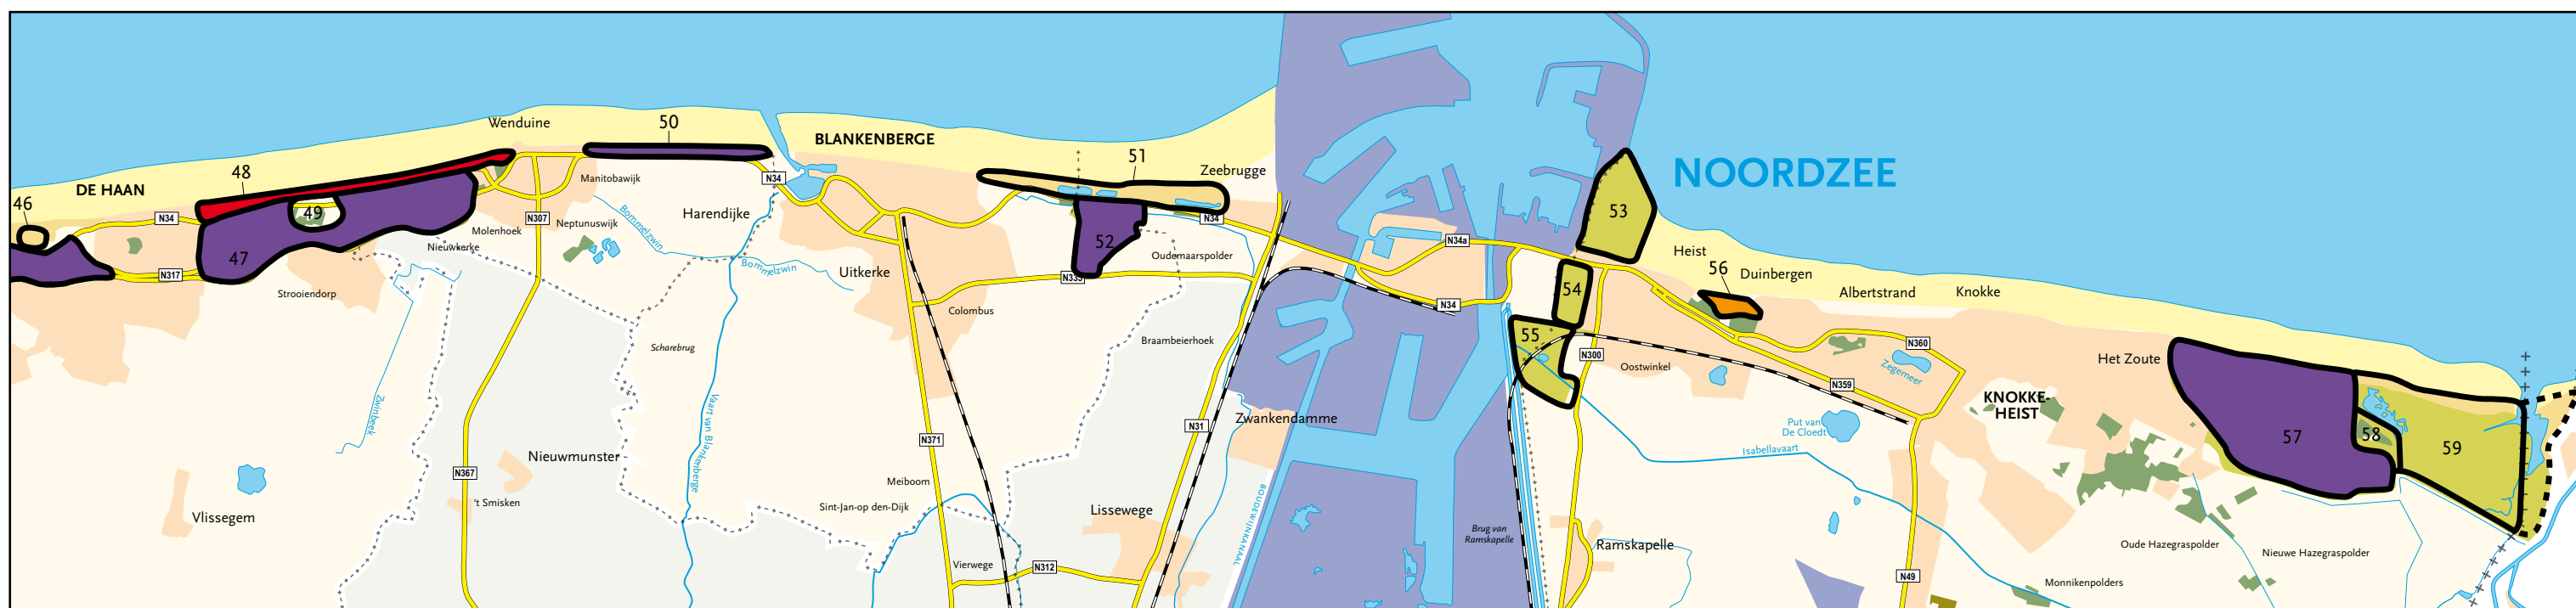 Wenduine
50
BLANKENBERGE
51
Zeebrugge
NOORDZEE
48
DE HAAN
46
N34
49
47
N317
Nieuwkerke
Molenhoek
Strooiendorp
N307
Manitobawijk
Neptunuswijk
Bommelzwin
Harendijke
N34
Bommelzwin
Uitkerke
52
N34
Oudemaarspolder
Colombus
Scharebrug
Braambeierhoek
53
N34a
N34
54
55
N300
Oostwinkel
Heist
56
Duinbergen
Albertstrand
Knokke
N360
Zegemeer
N359
KNOKKE-
HEIST
Het Zoute
57
58
59
Put van
De Cloedt
Isabellavaart
Zwinbeek
Vlissegem
N367
't Smisken
Nieuwmunster
Vaart van Blankenberge
N371
Meiboom
Sint-Jan-op den-Dijk
Vierwege
N312
Lissewege
N31
Zwankendamme
BOUDEWIJNKANAAL
Brug van
Ramskapelle
Ramskapelle
N49
Oude Hazegraspolder
Nieuwe Hazegraspolder
Monnikenpolders